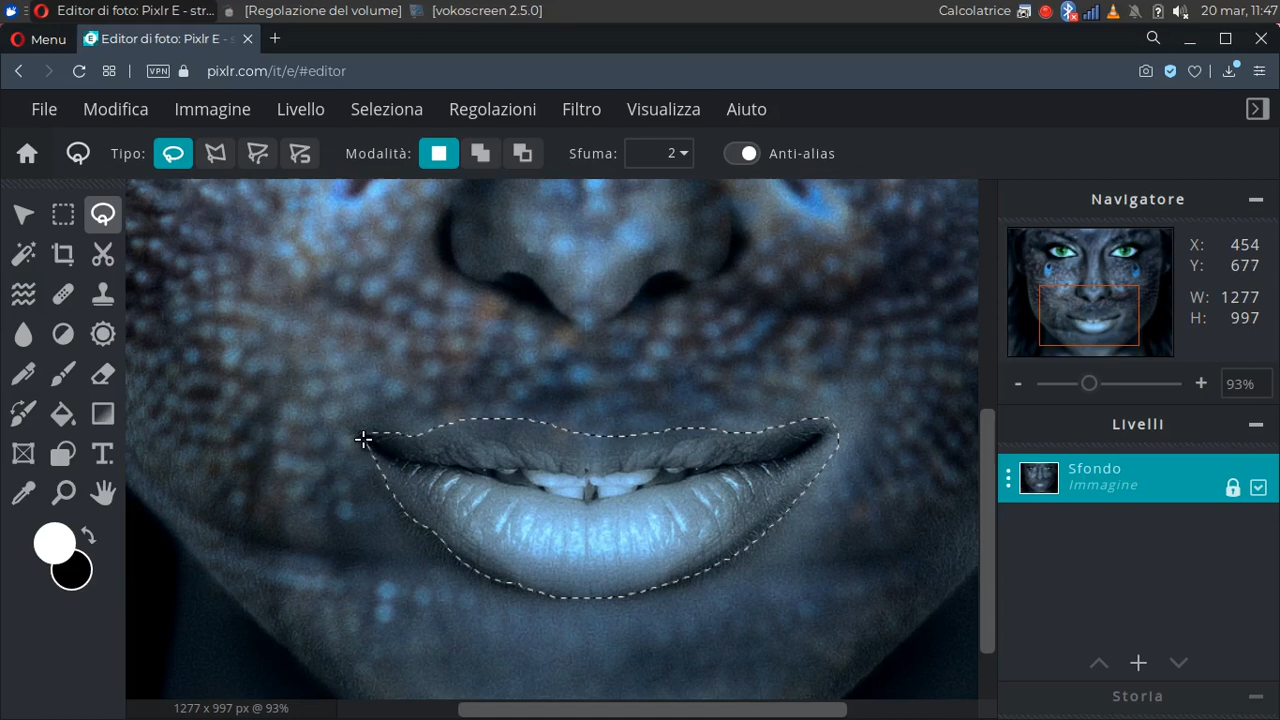 Editor di foto: Pixlr E - str... [Regolazione del volume] [vokoscreen 2.5.0] Calcolatrice 20 mar, 11:47
Menu Editor di foto: Pixlr E - s
VPN pixlr.com/it/e/#editor
File Modifica Immagine Livello Seleziona Regolazioni Filtro Visualizza Aiuto
Tipo: Modalità: Sfuma: 2 Anti-alias
Navigatore
X: 454
Y: 677
W: 1277
H: 997
- + 93%
Livelli
Sfondo
Immagine
Storia
1277 x 997 px @ 93%